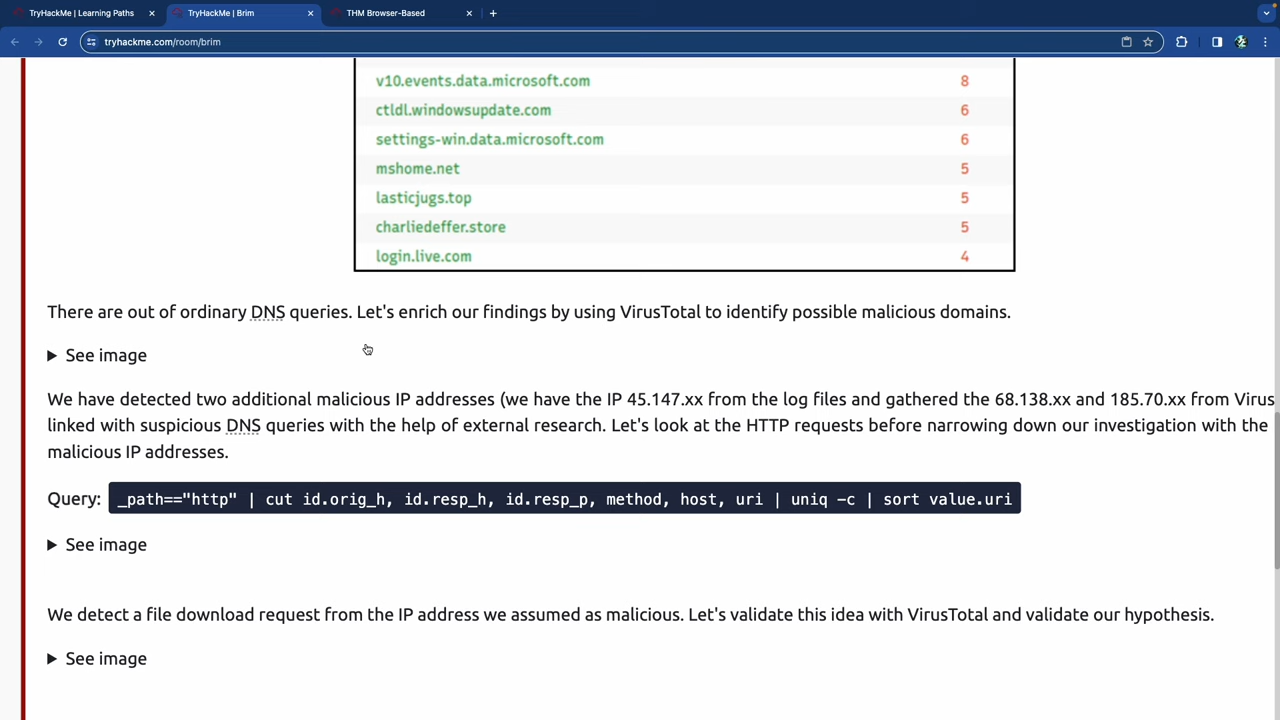 TryHackMe | Learning Paths
TryHackMe | Brim
THM Browser-Based
tryhackme.com/room/brim
v10.events.data.microsoft.com 8
ctldl.windowsupdate.com 6
settings-win.data.microsoft.com 6
mshome.net 5
lasticjugs.top 5
charliedeffer.store 5
login.live.com 4
There are out of ordinary DNS queries. Let's enrich our findings by using VirusTotal to identify possible malicious domains.
See image
We have detected two additional malicious IP addresses (we have the IP 45.147.xx from the log files and gathered the 68.138.xx and 185.70.xx from Virus
linked with suspicious DNS queries with the help of external research. Let's look at the HTTP requests before narrowing down our investigation with the
malicious IP addresses.
Query: _path=="http" | cut id.orig_h, id.resp_h, id.resp_p, method, host, uri | uniq -c | sort value.uri
See image
We detect a file download request from the IP address we assumed as malicious. Let's validate this idea with VirusTotal and validate our hypothesis.
See image